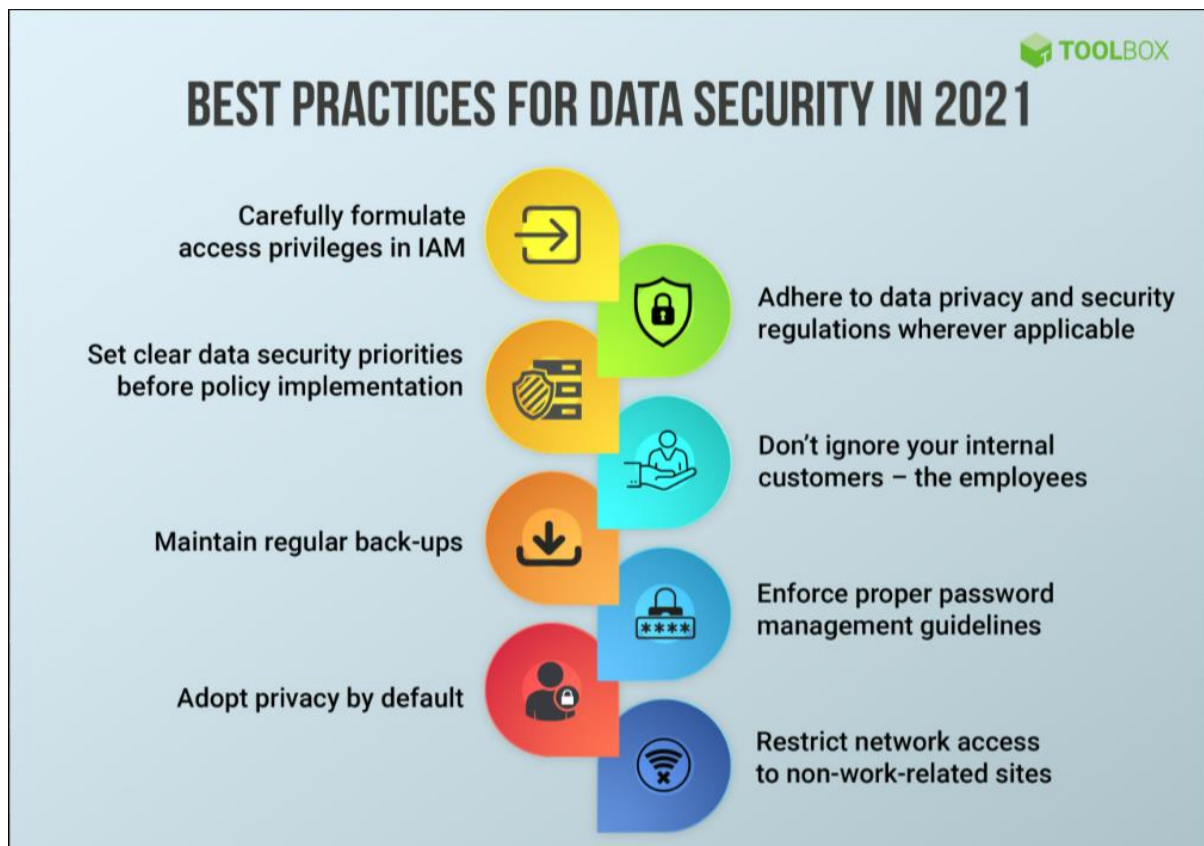 TOOLBOX
BEST PRACTICES FOR DATA SECURITY IN 2021
Carefully formulate
access privileges in IAM
Adhere to data privacy and security
regulations wherever applicable
Set clear data security priorities
before policy implementation
Don’t ignore your internal
customers – the employees
Maintain regular back-ups
Enforce proper password
management guidelines
****
Adopt privacy by default
Restrict network access
to non-work-related sites